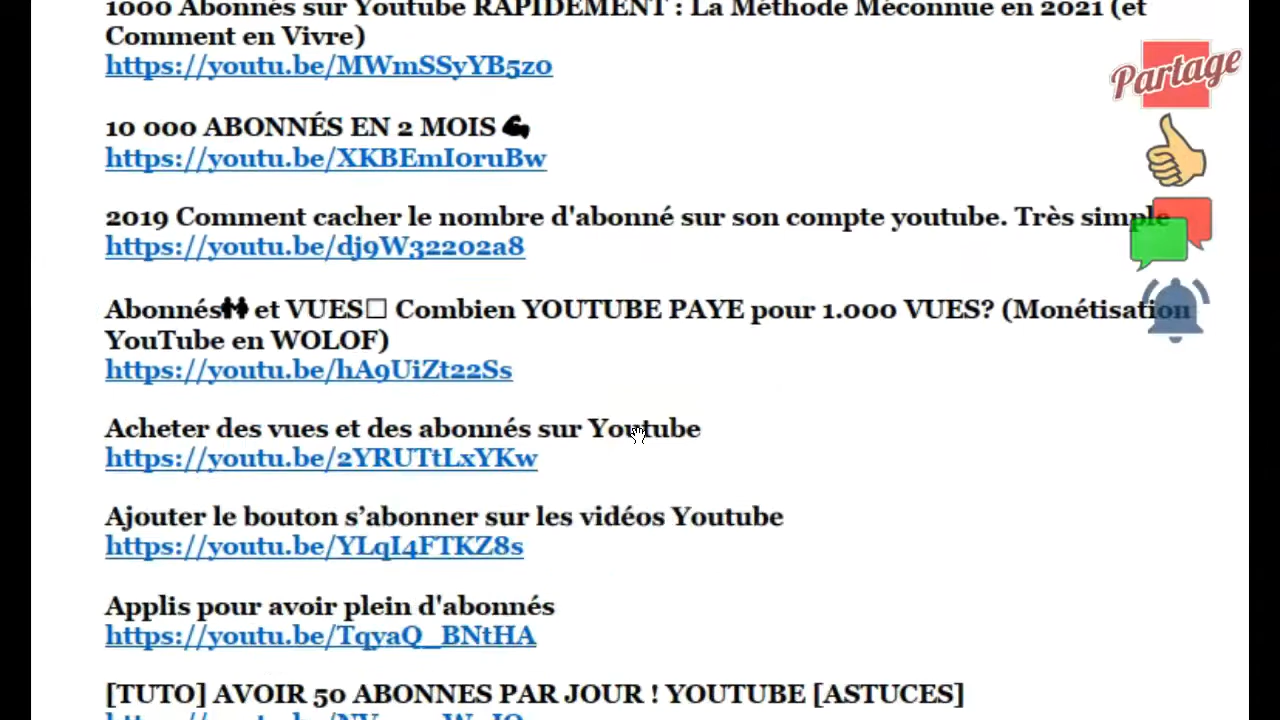 1000 Abonnés sur Youtube RAPIDEMENT : La Méthode Méconnue en 2021 (et
Comment en Vivre)
https://youtu.be/MWmSSyYB5z0
Partage
10 000 ABONNÉS EN 2 MOIS 💪
https://youtu.be/XKBEmI0ruBw
2019 Comment cacher le nombre d'abonné sur son compte youtube. Très simple
https://youtu.be/dj9W32202a8
Abonnés👬 et VUES□ Combien YOUTUBE PAYE pour 1.000 VUES? (Monétisation
YouTube en WOLOF)
https://youtu.be/hA9UiZt22Ss
Acheter des vues et des abonnés sur Youtube
https://youtu.be/2YRUTtLxYKw
Ajouter le bouton s’abonner sur les vidéos Youtube
https://youtu.be/YLqI4FTKZ8s
Applis pour avoir plein d'abonnés
https://youtu.be/TqyaQ_BNtHA
[TUTO] AVOIR 50 ABONNES PAR JOUR ! YOUTUBE [ASTUCES]